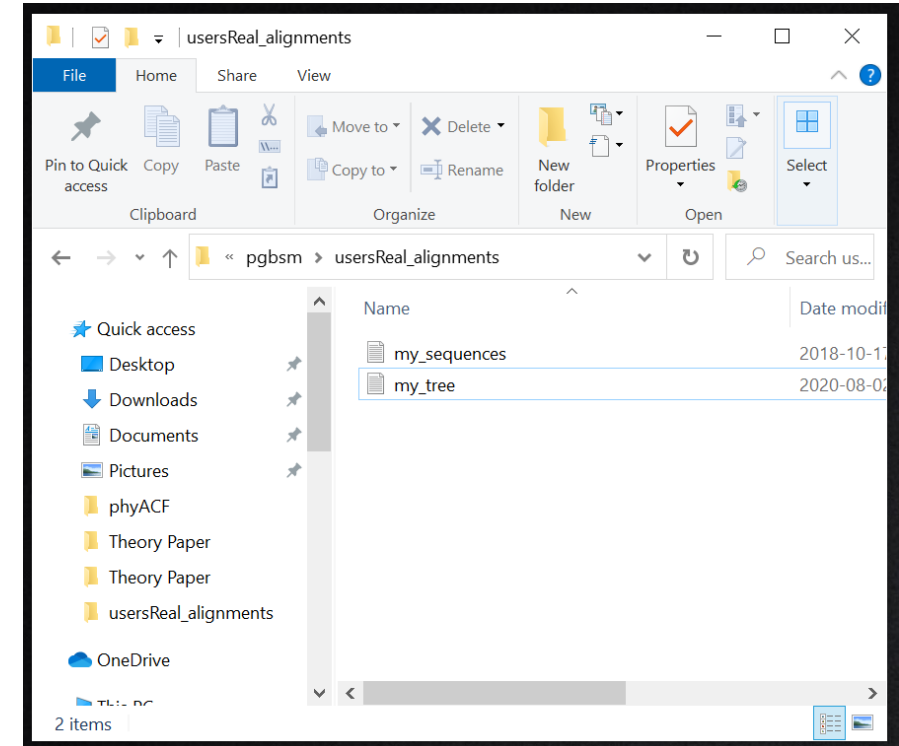 usersReal_alignments
File Home Share View
Pin to Quick access
Copy
Paste
Clipboard
Move to
Copy to
Delete
Rename
Organize
New folder
New
Properties
Open
Select
« pgbsm > usersReal_alignments
Search us...
Name
Date modif
my_sequences 2018-10-17
my_tree 2020-08-02
Quick access
Desktop
Downloads
Documents
Pictures
phyACF
Theory Paper
Theory Paper
usersReal_alignments
OneDrive
This PC
2 items